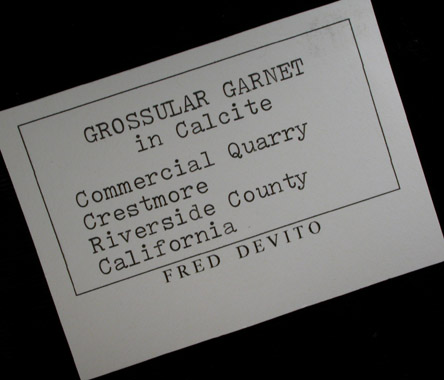 GROSSULAR GARNET
in Calcite
Commercial Quarry
Crestmore
Riverside County
California
FRED DEVITO